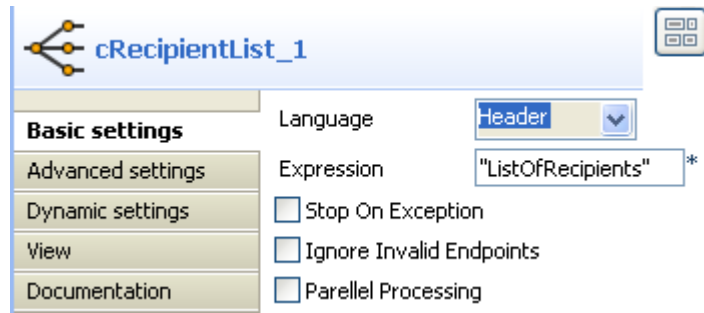 cRecipientList_1
Basic settings
Advanced settings
Dynamic settings
View
Documentation
Language Header
Expression "ListOfRecipients" *
Stop On Exception
Ignore Invalid Endpoints
Parellel Processing